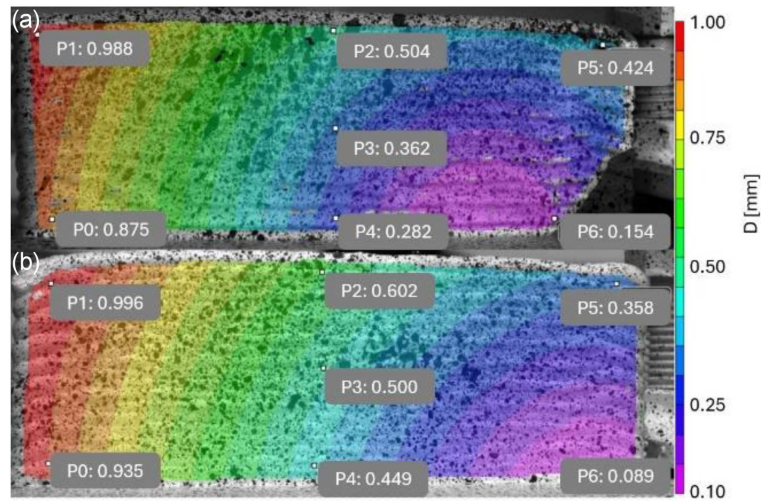 (a)
P1: 0.988
P2: 0.504
P5: 0.424
P3: 0.362
P0: 0.875
P4: 0.282
P6: 0.154
(b)
P1: 0.996
P2: 0.602
P5: 0.358
P3: 0.500
P0: 0.935
P4: 0.449
P6: 0.089
1.00
0.75
0.50
0.25
0.10
D [mm]